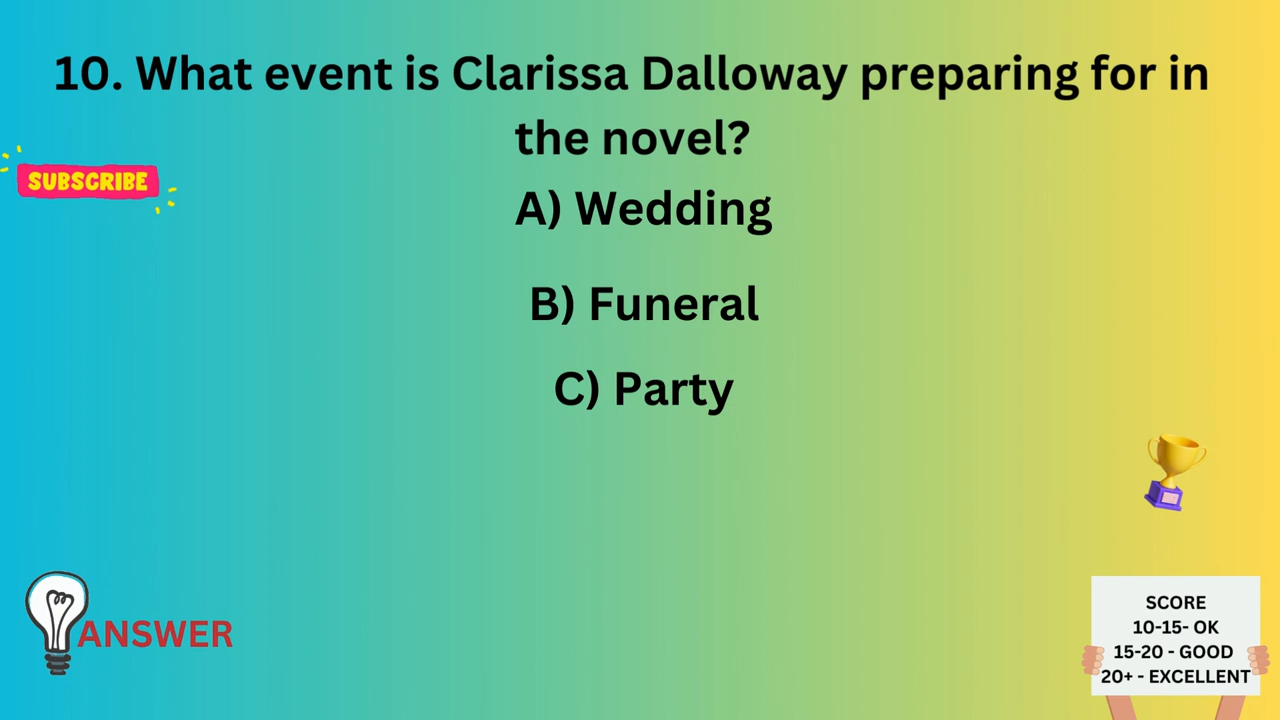 10. What event is Clarissa Dalloway preparing for in
the novel?
SUBSCRIBE
A) Wedding
B) Funeral
C) Party
ANSWER
SCORE
10-15- OK
15-20 - GOOD
20+ - EXCELLENT